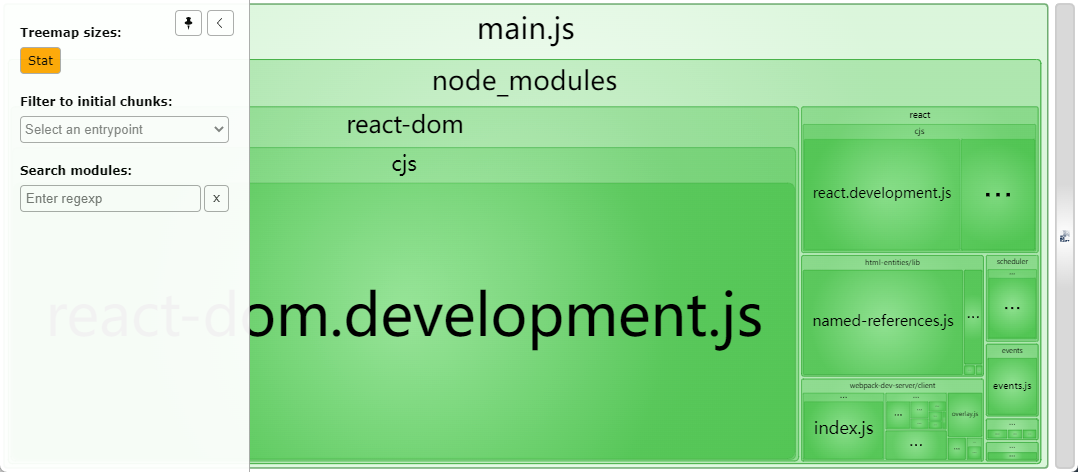 Treemap sizes:
Stat
Filter to initial chunks:
Select an entrypoint
Search modules:
Enter regexp
x
main.js
node_modules
react-dom
cjs
react-dom.development.js
react
cjs
react.development.js
...
html-entities/lib
named-references.js
...
scheduler
...
...
events
events.js
webpack-dev-server/client
...
index.js
...
...
...
...
overlay.js
...
...
...